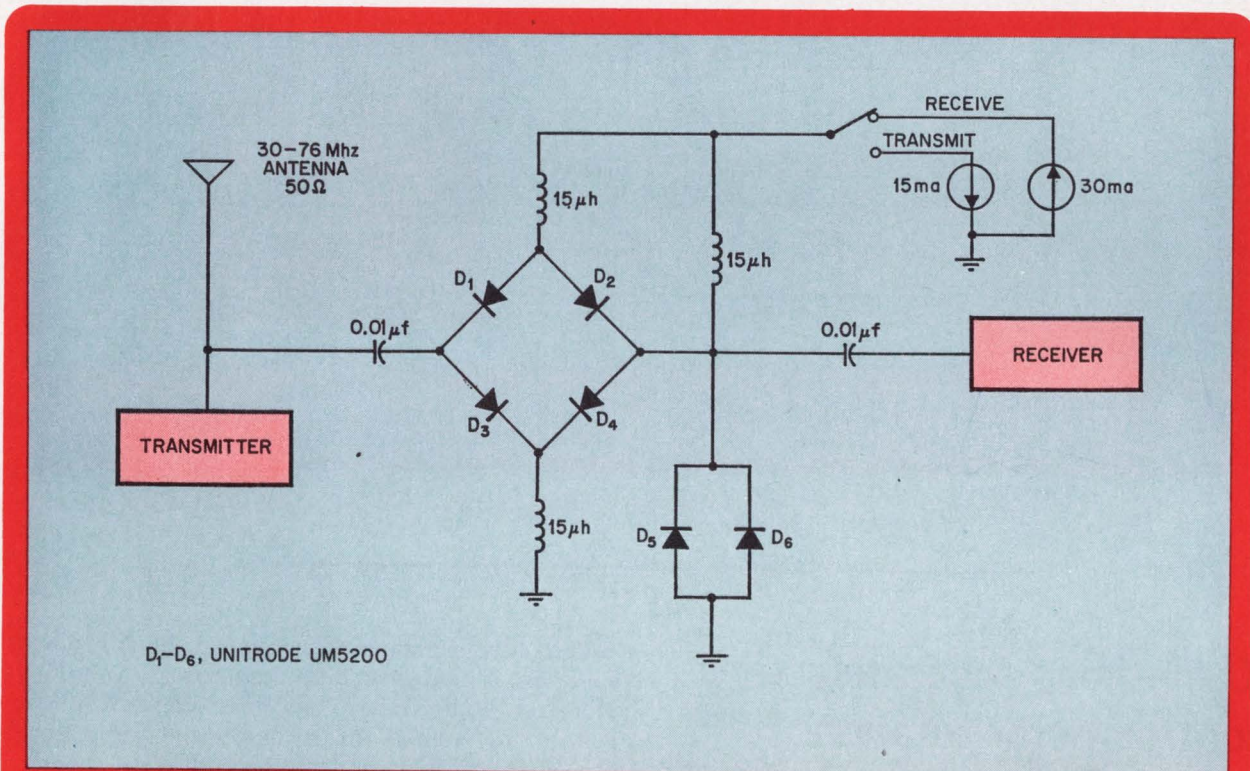 30-76 Mhz
ANTENNA
50Ω
RECEIVE
TRANSMIT
15ma
30ma
15μh
15μh
D₁
D₂
0.01μf
0.01μf
RECEIVER
D₃
D₄
TRANSMITTER
15μh
D₅
D₆
D₁-D₆, UNITRODE UM5200